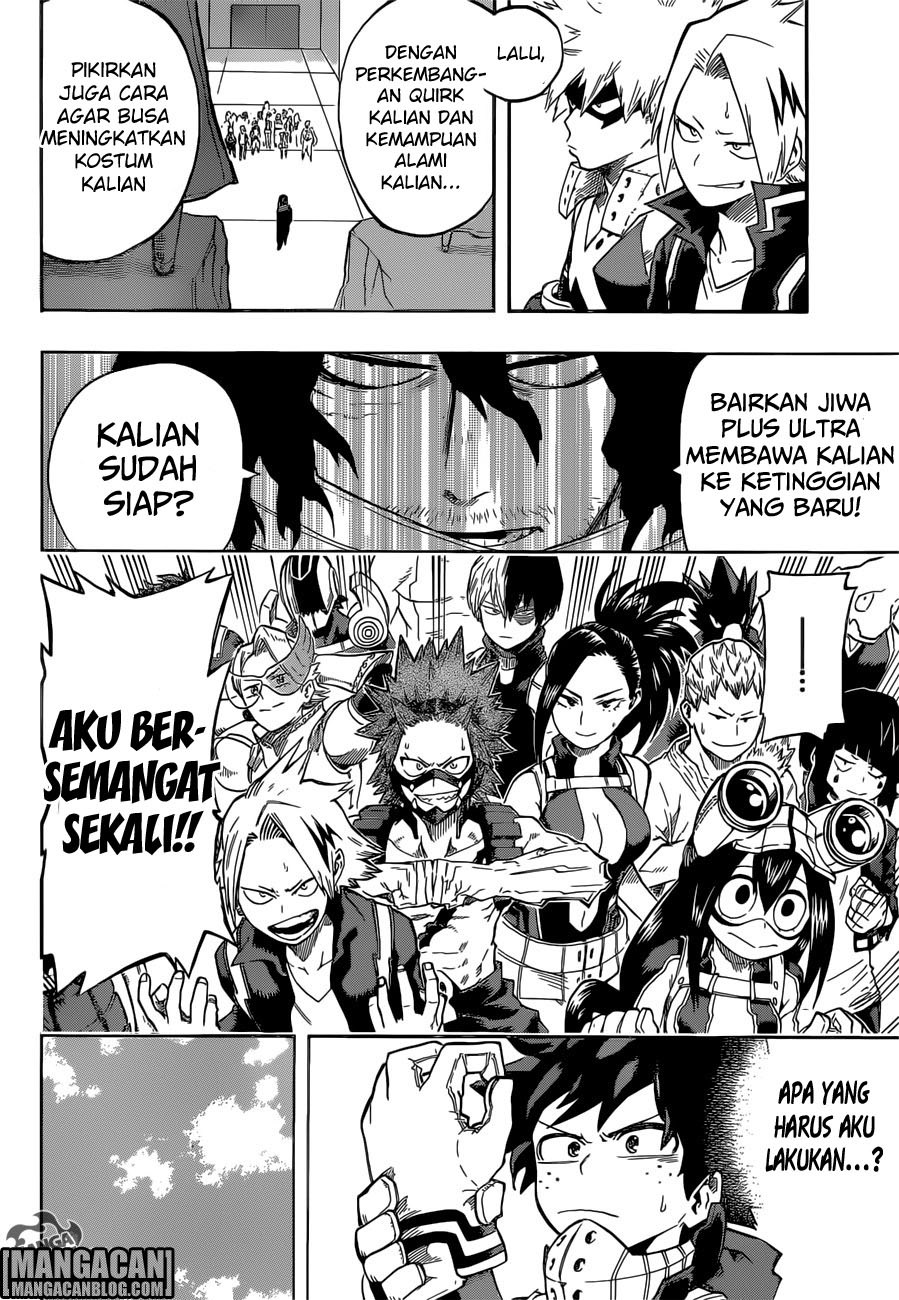 LALU,
DENGAN
PERKEMBANG-
AN QUIRK
KALIAN DAN
KEMAMPUAN
ALAMI
KALIAN...
PIKIRKAN
JUGA CARA
AGAR BUSA
MENINGKATKAN
KOSTUM
KALIAN
BAIRKAN JIWA
PLUS ULTRA
MEMBAWA KALIAN
KE KETINGGIAN
YANG BARU!
KALIAN
SUDAH
SIAP?
......
AKU BER-
SEMANGAT
SEKALI!!
APA YANG
HARUS AKU
LAKUKAN...?
MANGACAN
MANGACANBLOG.COM